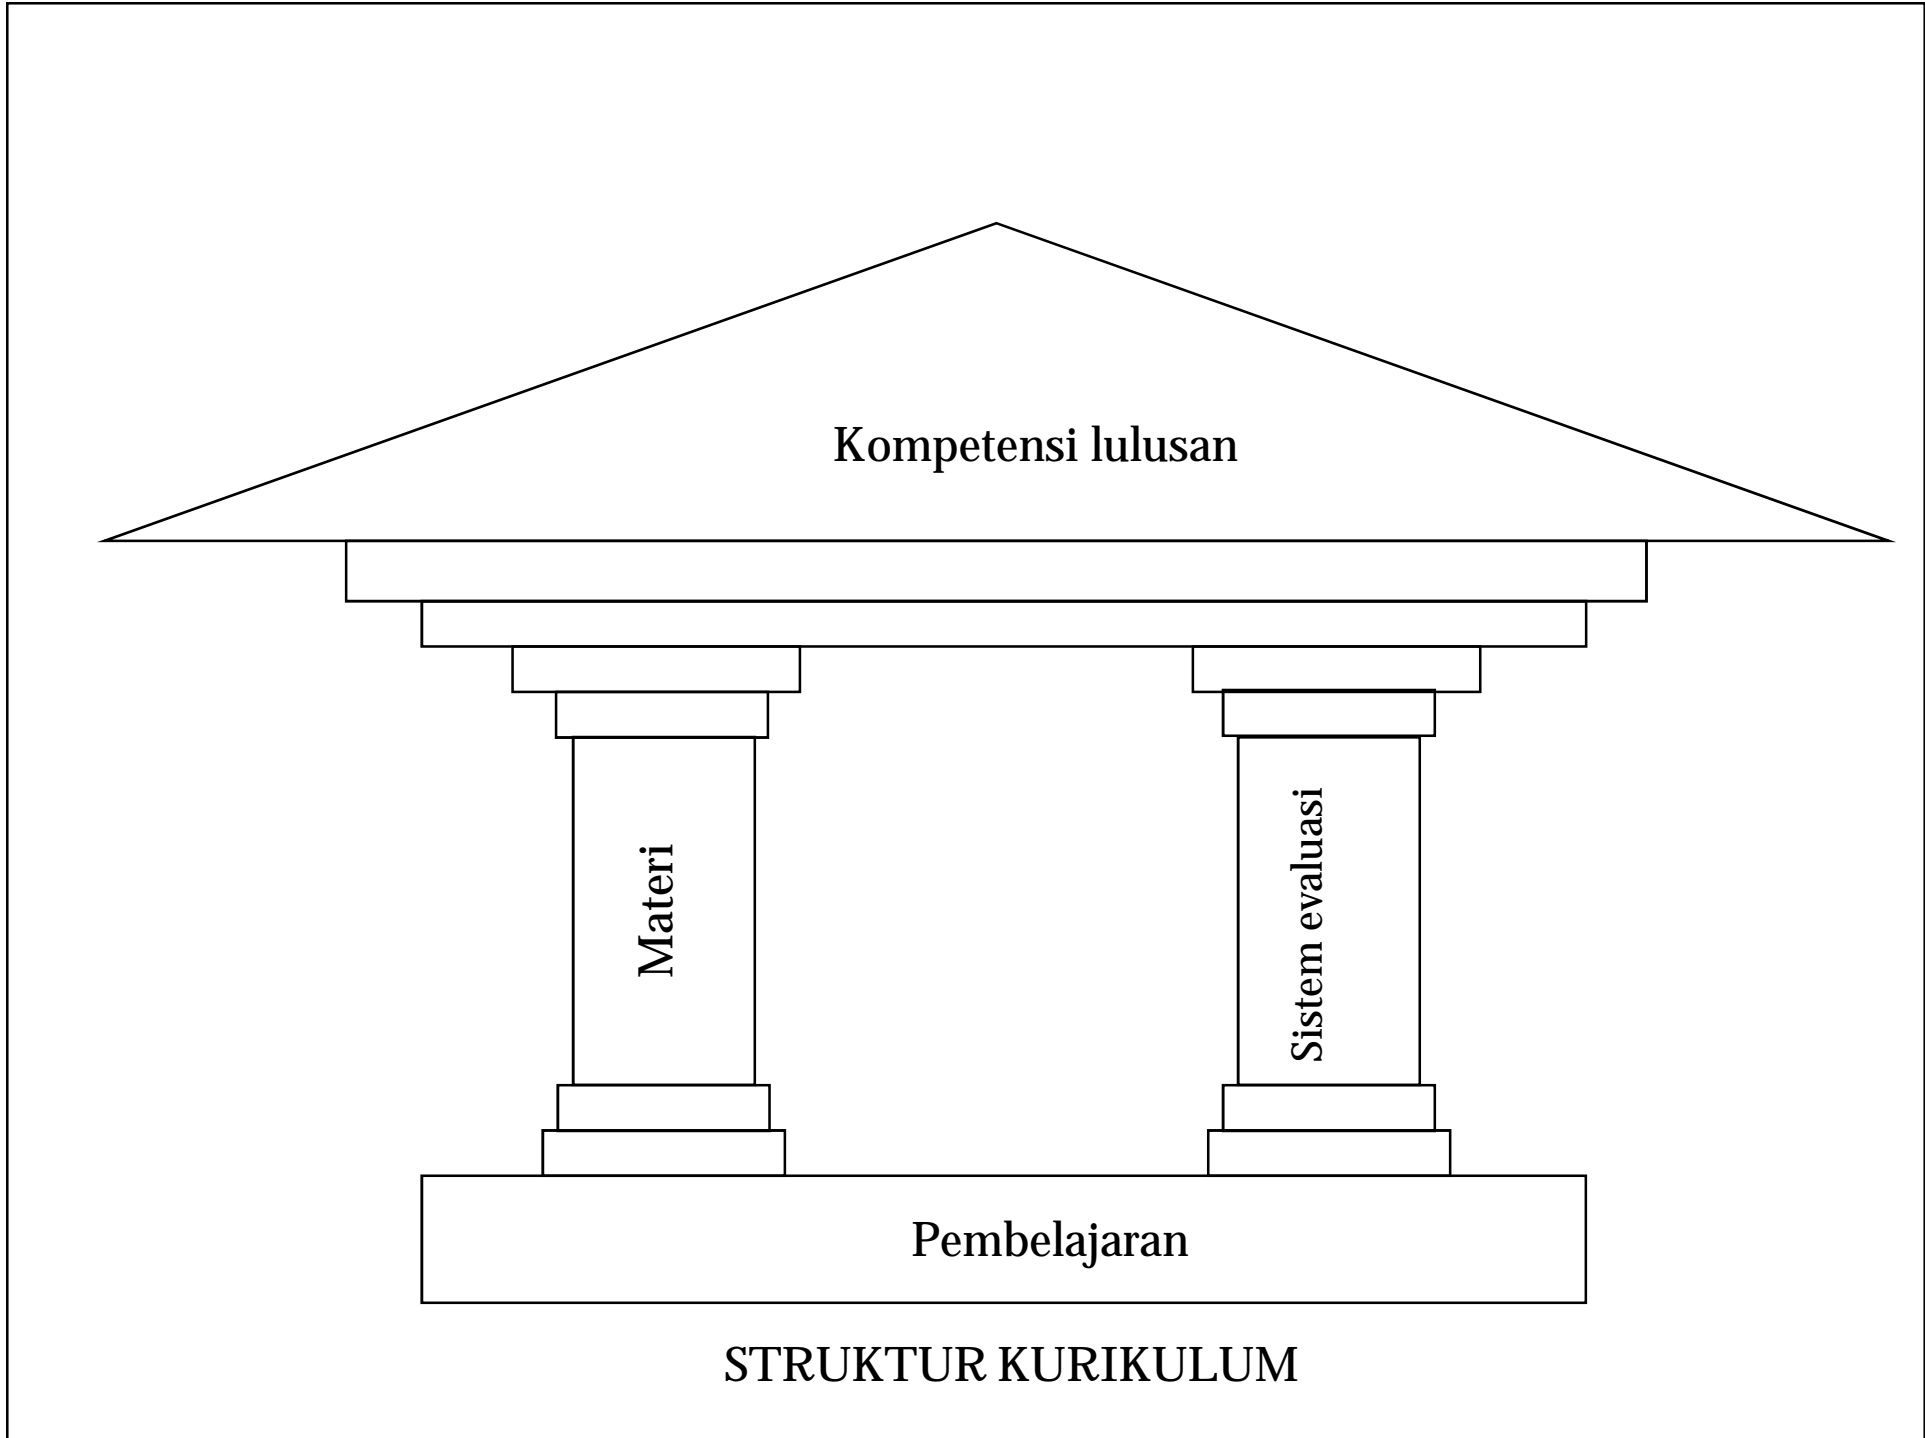 Kompetensi lulusan
Materi
Sistem evaluasi
Pembelajaran
STRUKTUR KURIKULUM